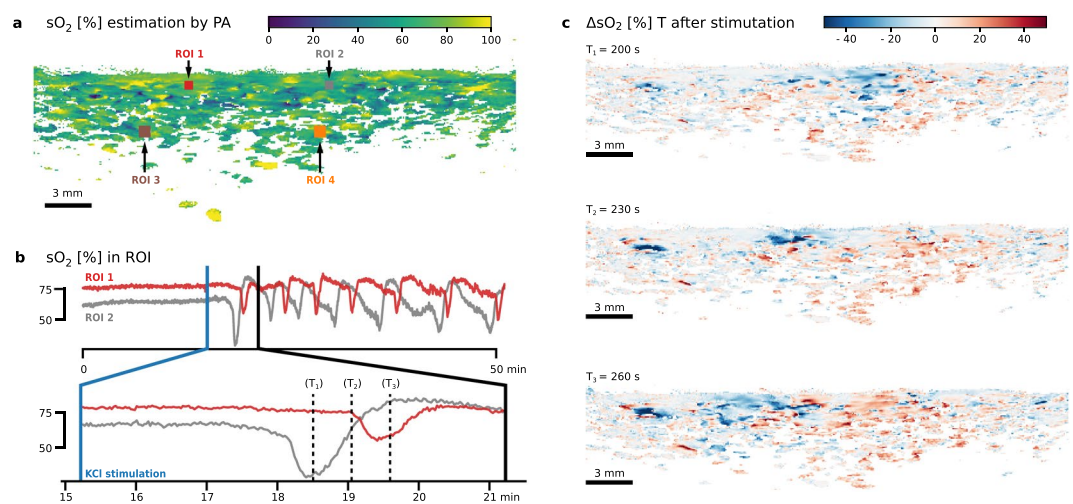 a sO₂ [%] estimation by PA
0 20 40 60 80 100
ROI 1
ROI 2
ROI 3
ROI 4
3 mm
b sO₂ [%] in ROI
ROI 1
75
ROI 2
50
0
50 min
(T₁) (T₂) (T₃)
75
50
KCl stimulation
15 16 17 18 19 20 21 min
c ΔsO₂ [%] T after stimutation
- 40 - 20 0 20 40
T₁ = 200 s
3 mm
T₂ = 230 s
3 mm
T₃ = 260 s
3 mm